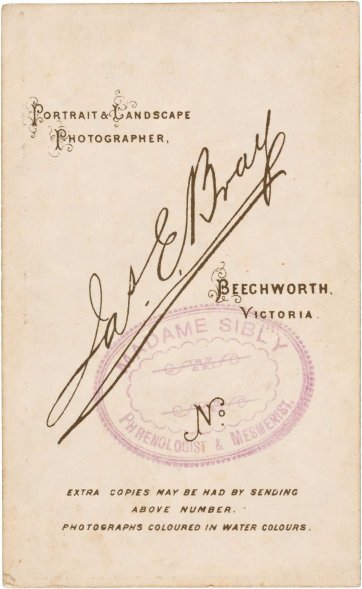 PORTRAIT & LANDSCAPE
PHOTOGRAPHER,
Jas. E. Bray
BEECHWORTH,
VICTORIA.
MADAME SIBLY
PHRENOLOGIST & MESMERIST.
No.
EXTRA COPIES MAY BE HAD BY SENDING
ABOVE NUMBER.
PHOTOGRAPHS COLOURED IN WATER COLOURS.